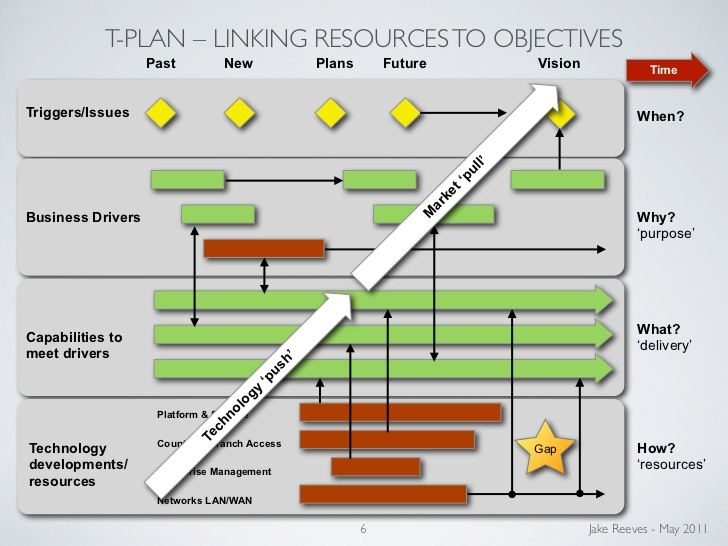 T-PLAN – LINKING RESOURCES TO OBJECTIVES
Past New Plans Future Vision
Time
Triggers/Issues
When?
Market ‘pull’
Business Drivers
Why?
‘purpose’
Capabilities to
meet drivers
What?
‘delivery’
Technology ‘push’
Platform &
Access
Management
Networks LAN/WAN
Technology
developments/
resources
Gap
How?
‘resources’
6
Jake Reeves - May 2011